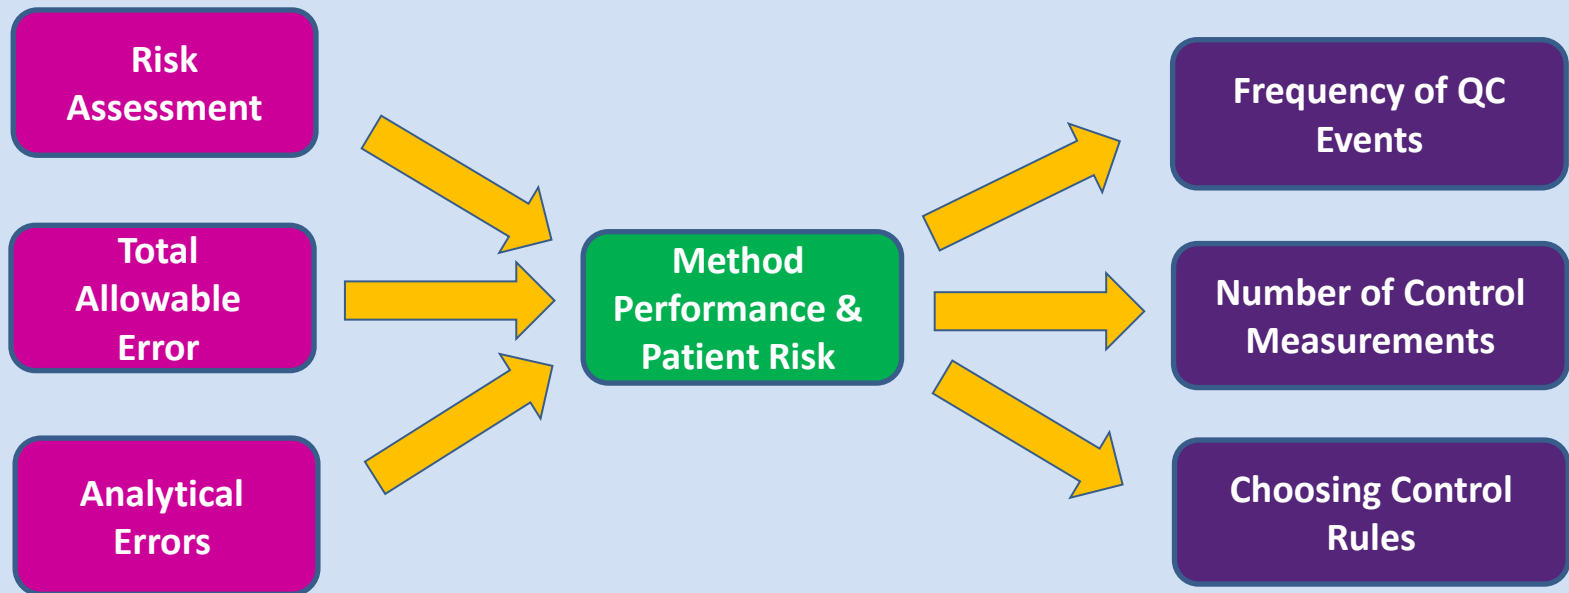 Risk
Assessment
Total
Allowable
Error
Analytical
Errors
Method
Performance &
Patient Risk
Frequency of QC
Events
Number of Control
Measurements
Choosing Control
Rules